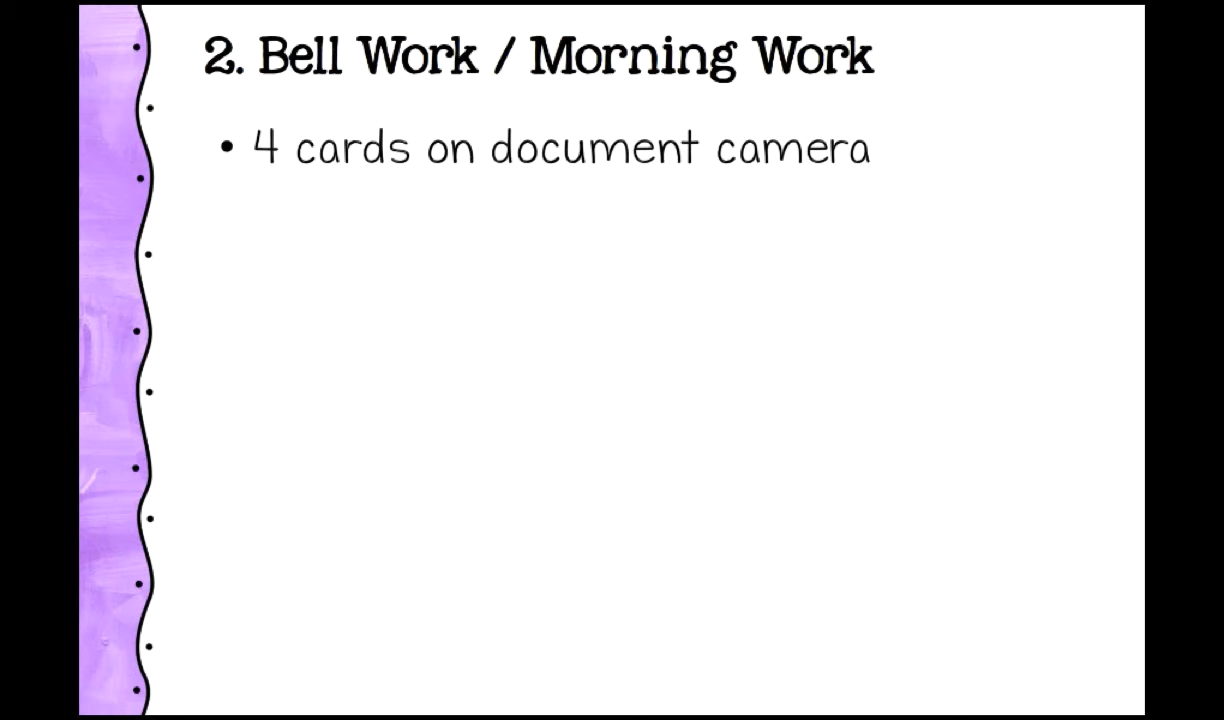 2. Bell Work / Morning Work
• 4 cards on document camera